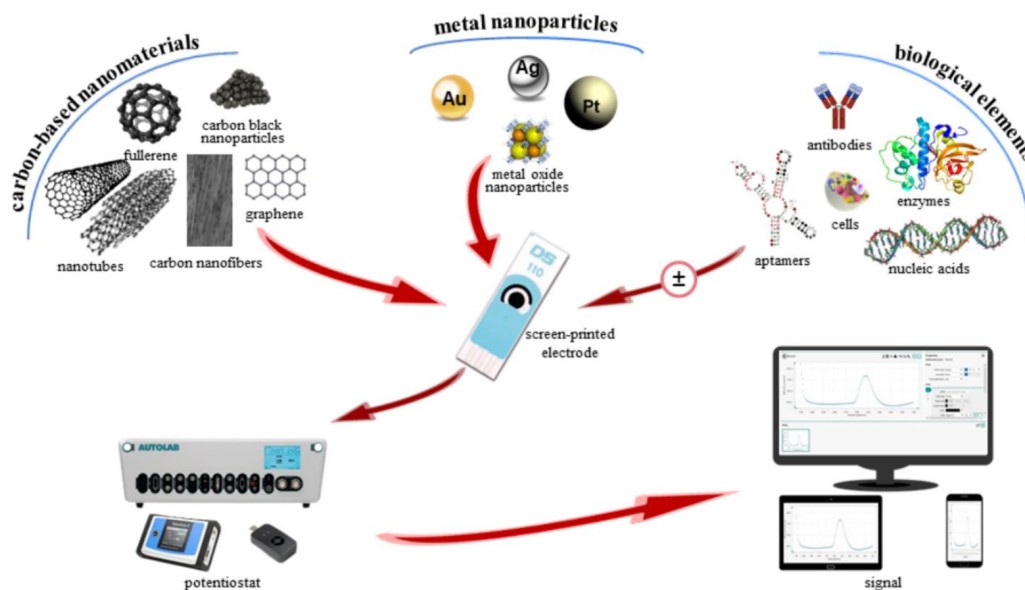 carbon-based nanomaterials
fullerene
carbon black
nanoparticles
nanotubes
carbon nanofibers
graphene
metal nanoparticles
Au
Ag
Pt
metal oxide
nanoparticles
biological elements
antibodies
enzymes
cells
aptamers
nucleic acids
±
DS
110
screen-printed
electrode
AUTOLAB
potentiostat
signal